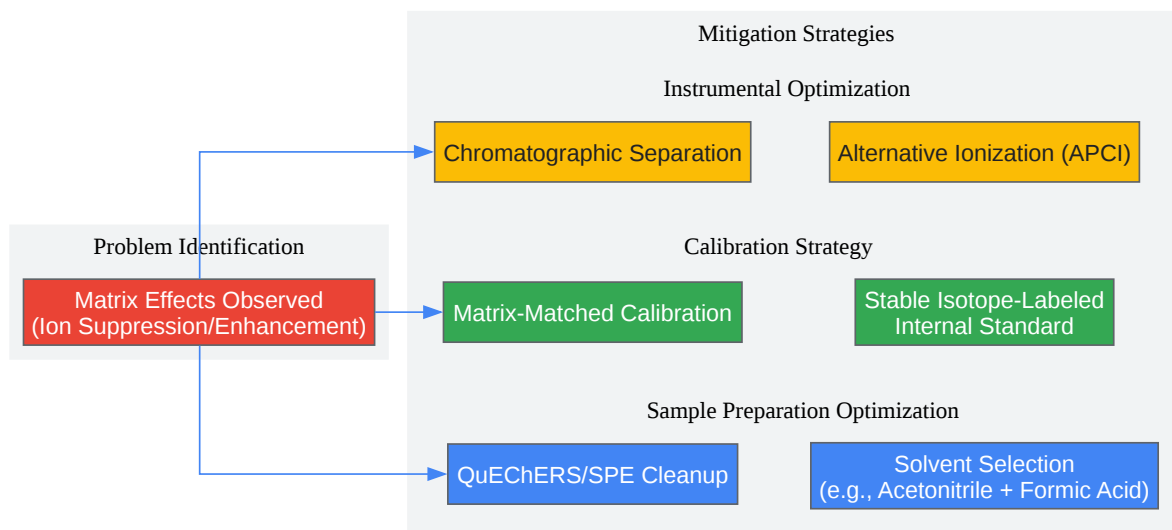 Mitigation Strategies
Instrumental Optimization
Chromatographic Separation
Alternative Ionization (APCI)
Problem Identification
Matrix Effects Observed
(Ion Suppression/Enhancement)
Calibration Strategy
Matrix-Matched Calibration
Stable Isotope-Labeled
Internal Standard
Sample Preparation Optimization
QuEChERS/SPE Cleanup
Solvent Selection
(e.g., Acetonitrile + Formic Acid)